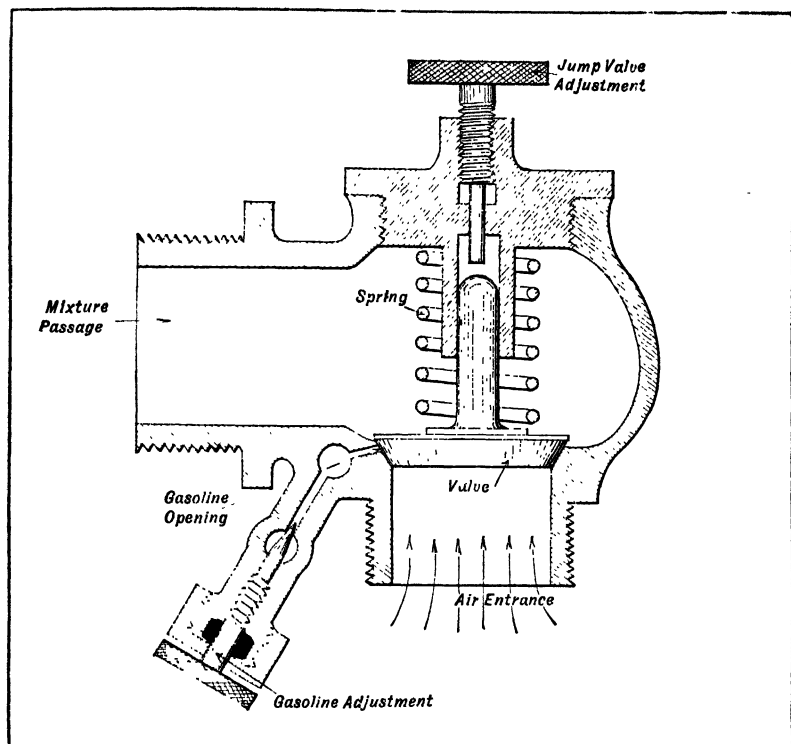 Jump Valve
Adjustment
Spring
Mixture
Passage
Valve
Gasoline
Opening
Air Entrance
Gasoline Adjustment